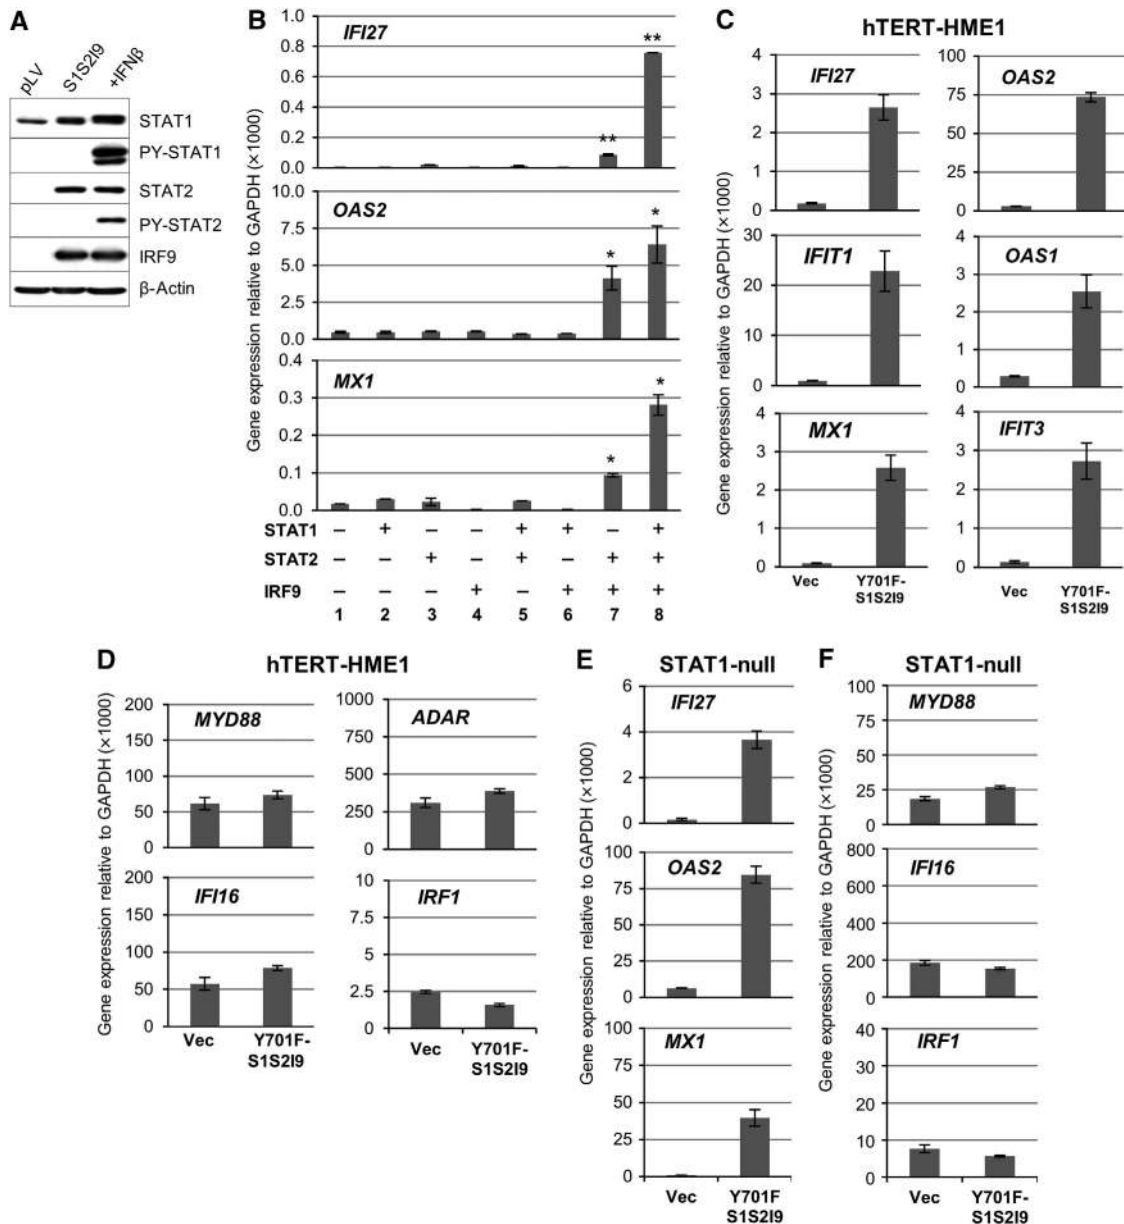 A
pLV
S1S2I9
+IFNβ
STAT1
PY-STAT1
STAT2
PY-STAT2
IRF9
β-Actin
B
Gene expression relative to GAPDH (×1000)
IFI27
1.0
0.8
0.6
0.4
0.2
0.0
**
**
OAS2
10.0
7.5
5.0
2.5
0.0
*
*
MX1
0.4
0.3
0.2
0.1
0.0
*
*
STAT1 – + – – + + – +
STAT2 – – + – + – + +
IRF9 – – – + – + + +
1 2 3 4 5 6 7 8
C
hTERT-HME1
Gene expression relative to GAPDH (×1000)
IFI27
4
3
2
1
0
OAS2
100
75
50
25
0
IFIT1
30
20
10
0
OAS1
4
3
2
1
0
MX1
4
3
2
1
0
IFIT3
4
3
2
1
0
Vec
Y701F-
S1S2I9
Vec
Y701F-
S1S2I9
D
hTERT-HME1
Gene expression relative to GAPDH (×1000)
MYD88
200
150
100
50
0
ADAR
1000
750
500
250
0
IFI16
200
150
100
50
0
IRF1
10
7.5
5
2.5
0
Vec
Y701F-
S1S2I9
Vec
Y701F-
S1S2I9
E
STAT1-null
Gene expression relative to GAPDH (×1000)
IFI27
6
4
2
0
OAS2
100
75
50
25
0
MX1
100
75
50
25
0
Vec
Y701F
S1S2I9
F
STAT1-null
Gene expression relative to GAPDH (×1000)
MYD88
100
75
50
25
0
IFI16
800
600
400
200
0
IRF1
40
30
20
10
0
Vec
Y701F-
S1S2I9